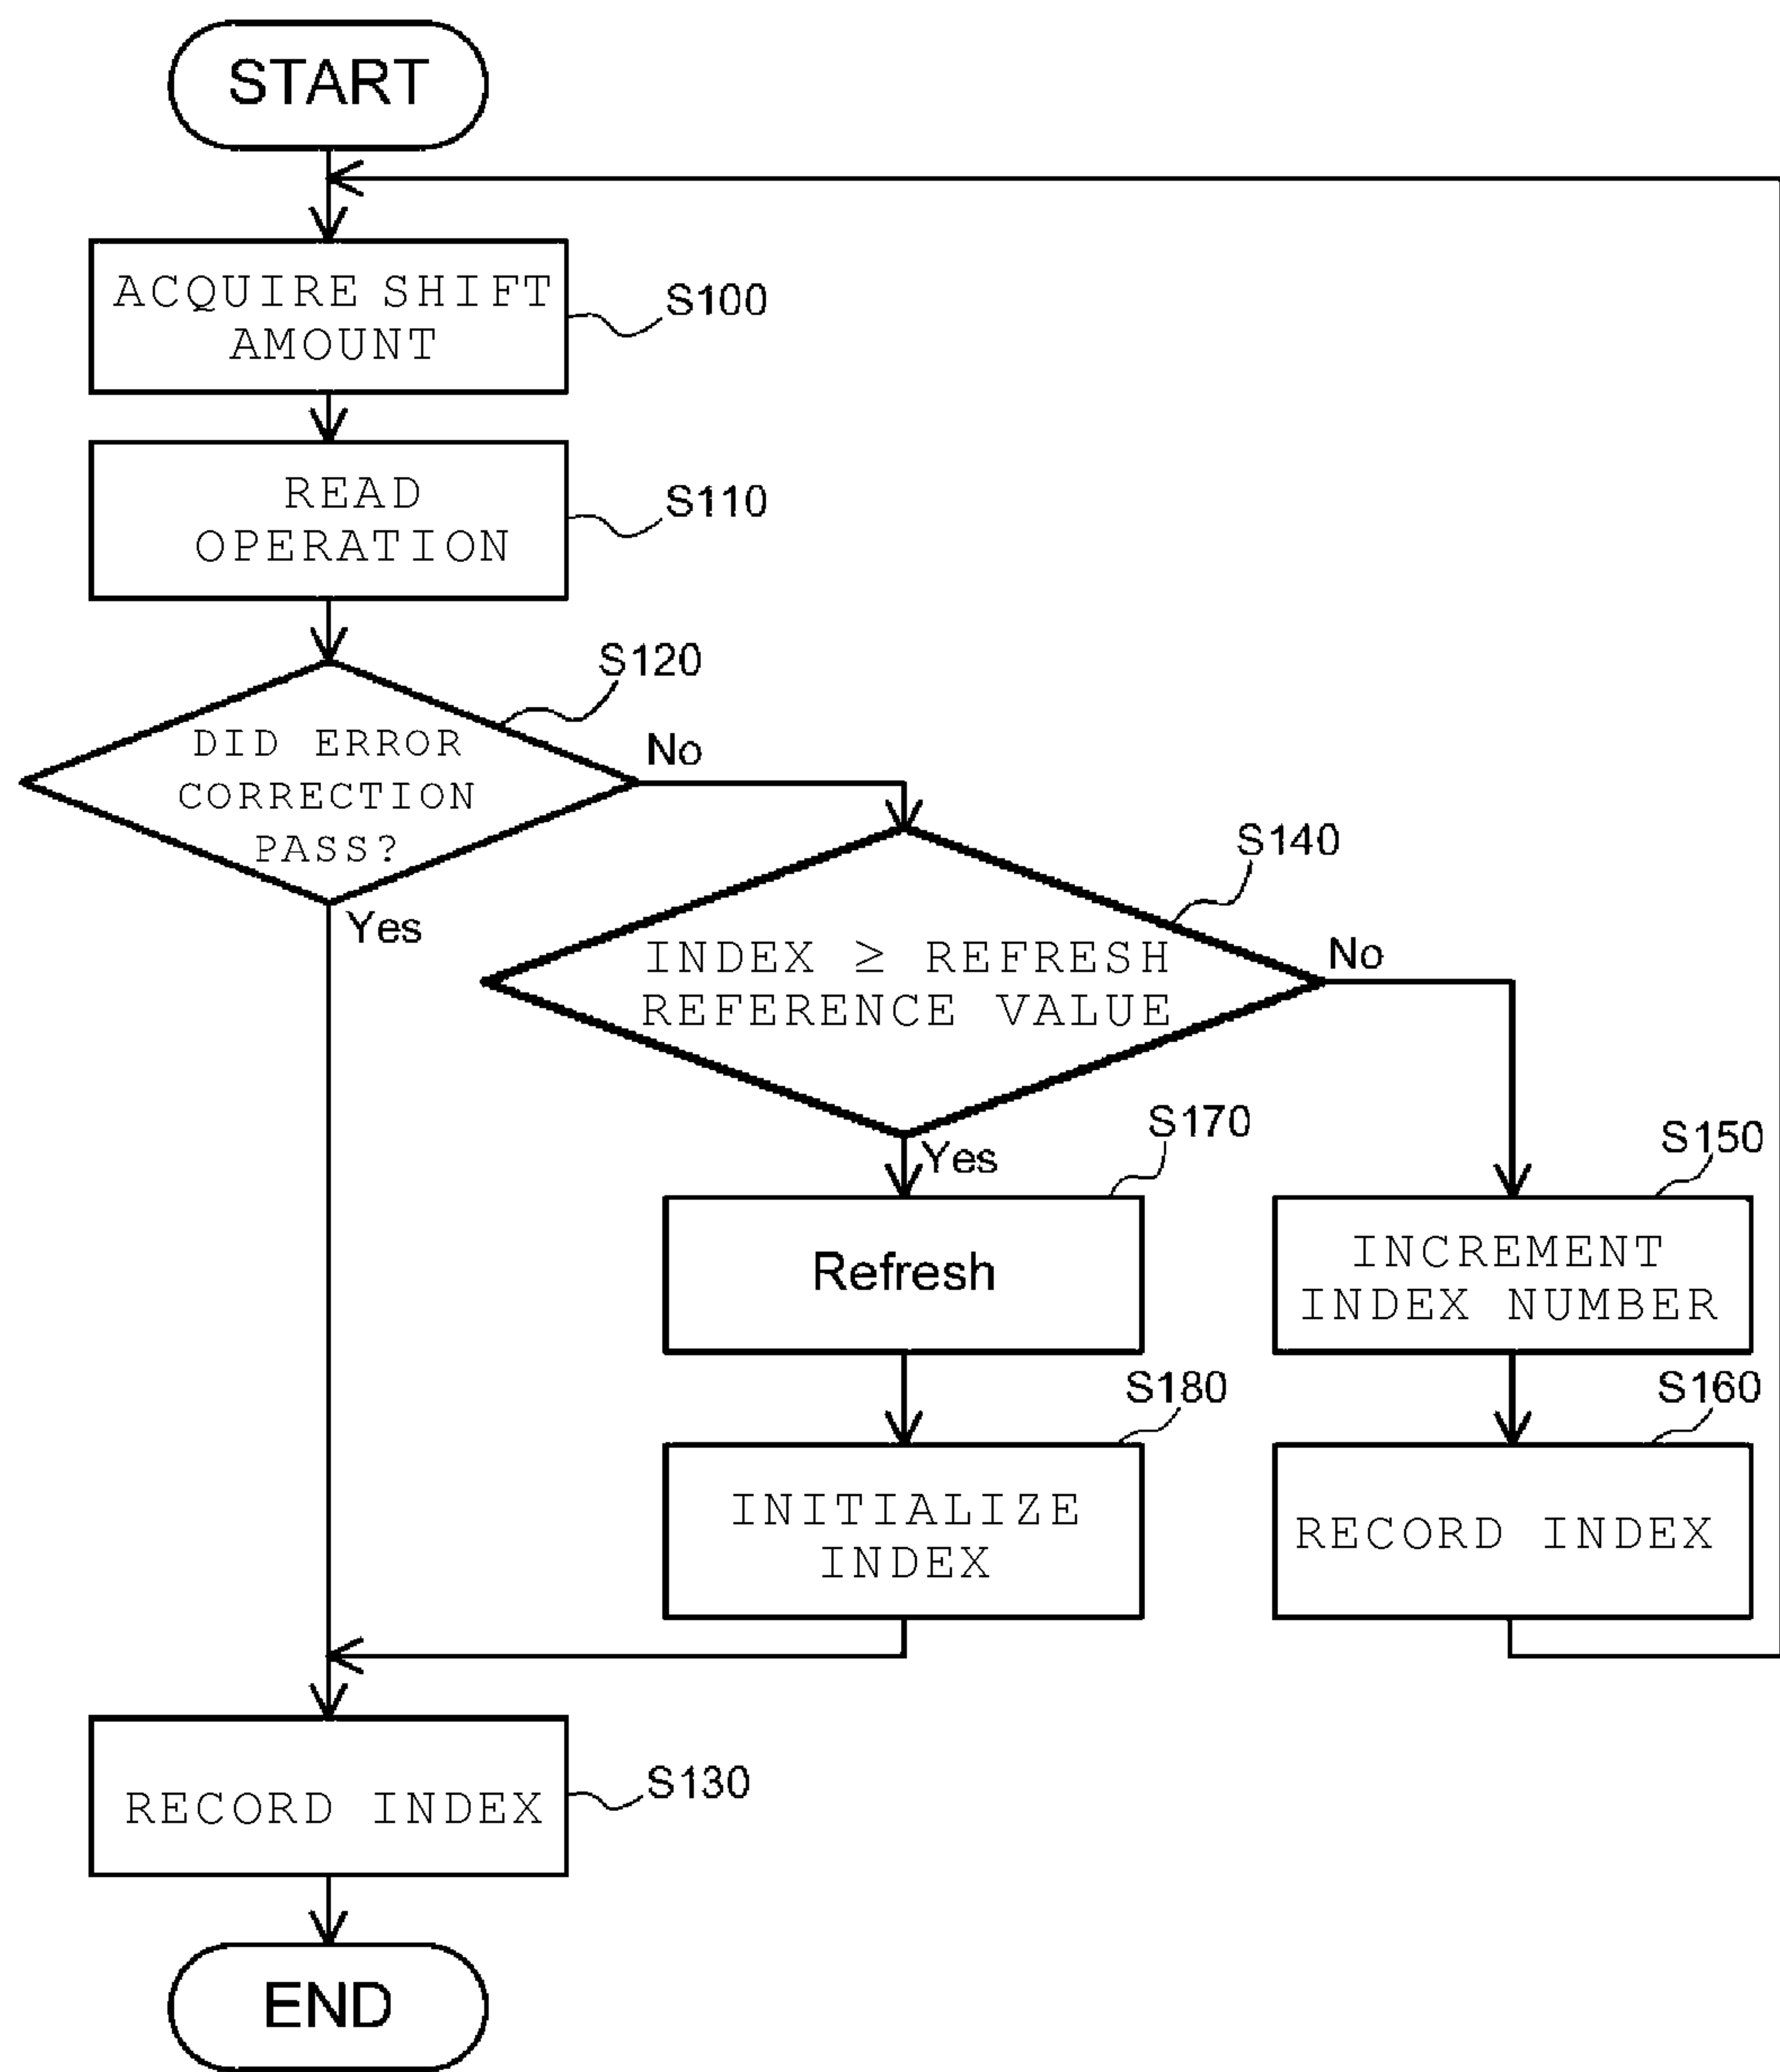 START
ACQUIRE SHIFT
AMOUNT
S100
READ
OPERATION
S110
S120
DID ERROR
CORRECTION
PASS?
No
Yes
S140
INDEX ≥ REFRESH
REFERENCE VALUE
No
Yes
S170
Refresh
S150
INCREMENT
INDEX NUMBER
S180
INITIALIZE
INDEX
S160
RECORD INDEX
RECORD INDEX
S130
END